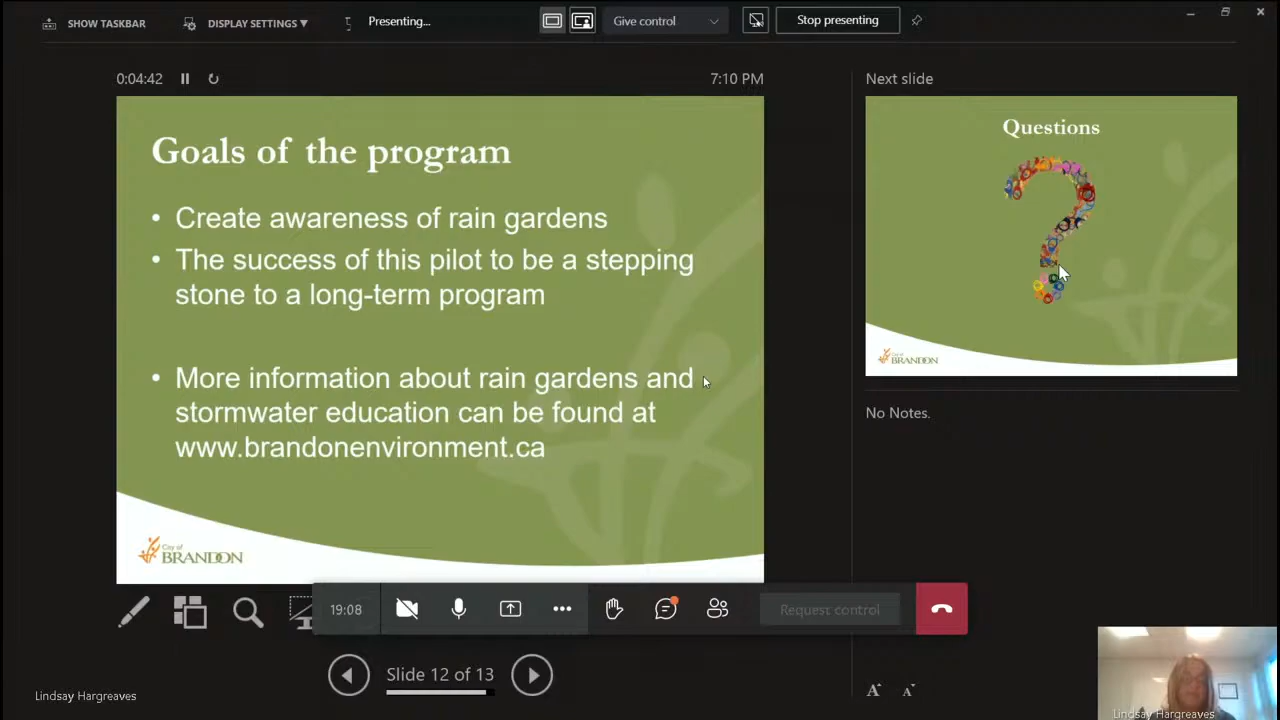 SHOW TASKBAR
DISPLAY SETTINGS ▼
Presenting...
Give control
Stop presenting
0:04:42
7:10 PM
Next slide
Goals of the program
• Create awareness of rain gardens
• The success of this pilot to be a stepping
stone to a long-term program
• More information about rain gardens and
stormwater education can be found at
www.brandonenvironment.ca
City of
BRANDON
Questions
?
City of
BRANDON
No Notes.
19:08
Request control
Slide 12 of 13
A
A
Lindsay Hargreaves
Lindsay Hargreaves